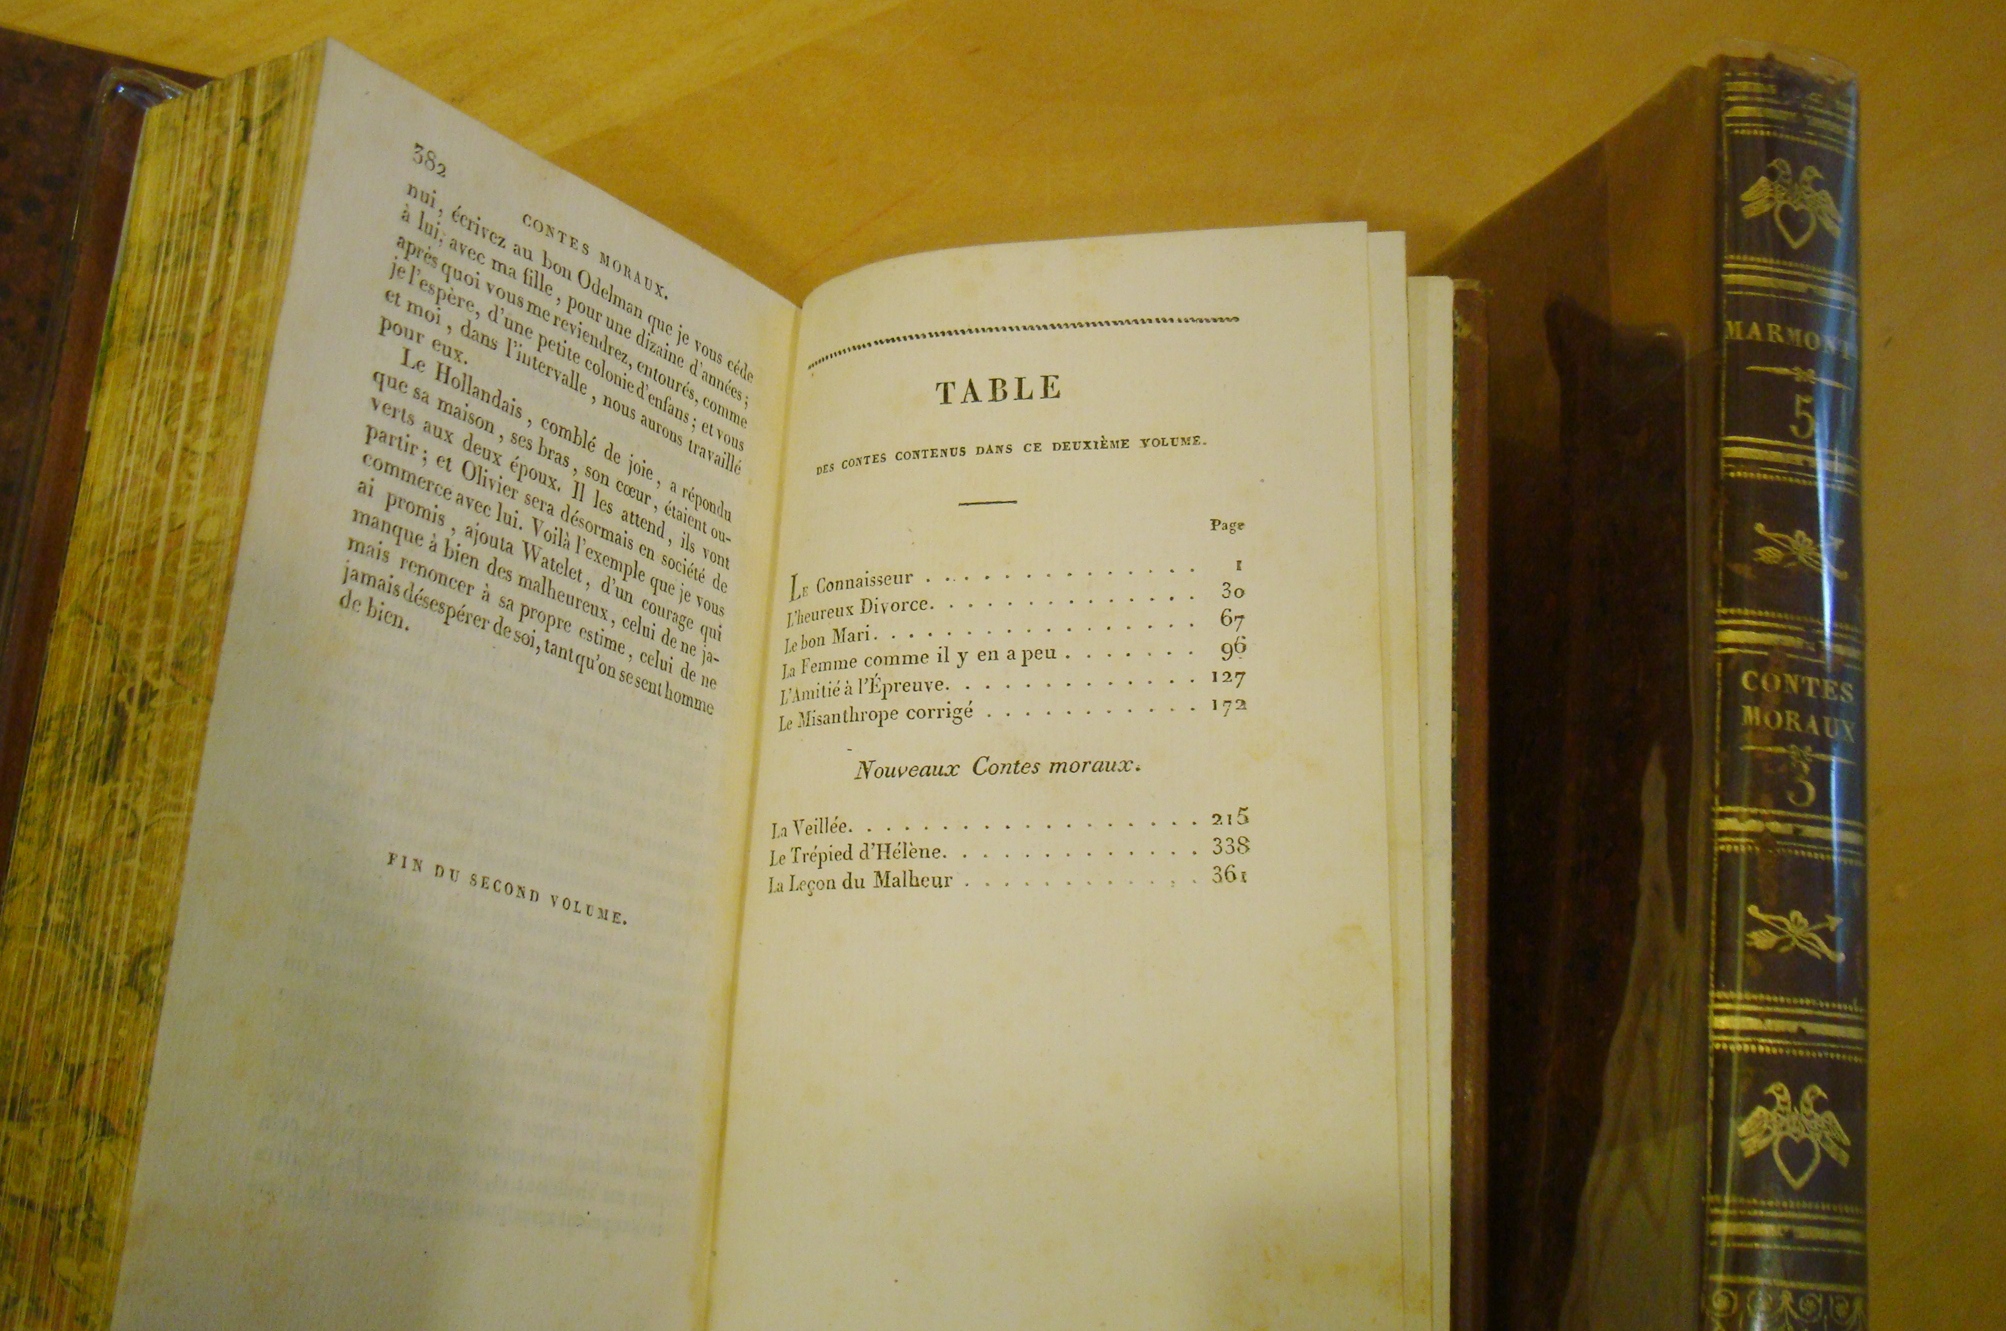 382
CONTES MORAUX.
nui, écrivez au bon Odelman que je vous céde
à lui, avec ma fille, pour une dizaine d'années;
après quoi vous me reviendrez, entourés, comme
je l'espère, d'une petite colonie d'enfans; et vous
et moi, dans l'intervalle, nous aurons travaillé
pour eux.
Le Hollandais, comblé de joie, a répondu
que sa maison, ses bras, son cœur, étaient ou-
verts aux deux époux. Il les attend, ils vont
partir; et Olivier sera désormais en société de
commerce avec lui. Voilà l'exemple que je vous
ai promis, ajouta Watelet, d'un courage qui
manque à bien des malheureux, celui de ne ja-
mais renoncer à sa propre estime, celui de ne
jamais désespérer de soi, tant qu'on se sent homme
de bien.
FIN DU SECOND VOLUME.
TABLE
DES CONTES CONTENUS DANS CE DEUXIÈME VOLUME.
Page
LE Connaisseur . . . . . . . . . . . . . . 1
L'heureux Divorce. . . . . . . . . . . . . 30
Le bon Mari. . . . . . . . . . . . . . . . . 67
La Femme comme il y en a peu . . . . . . . 96
L'Amitié à l'Épreuve. . . . . . . . . . . . 127
Le Misanthrope corrigé . . . . . . . . . . . 172
Nouveaux Contes moraux.
La Veillée. . . . . . . . . . . . . . . . . . 215
Le Trépied d'Hélène. . . . . . . . . . . . . 338
La Leçon du Malheur . . . . . . . . . . . . 361
MARMONT
5
CONTES
MORAUX
3